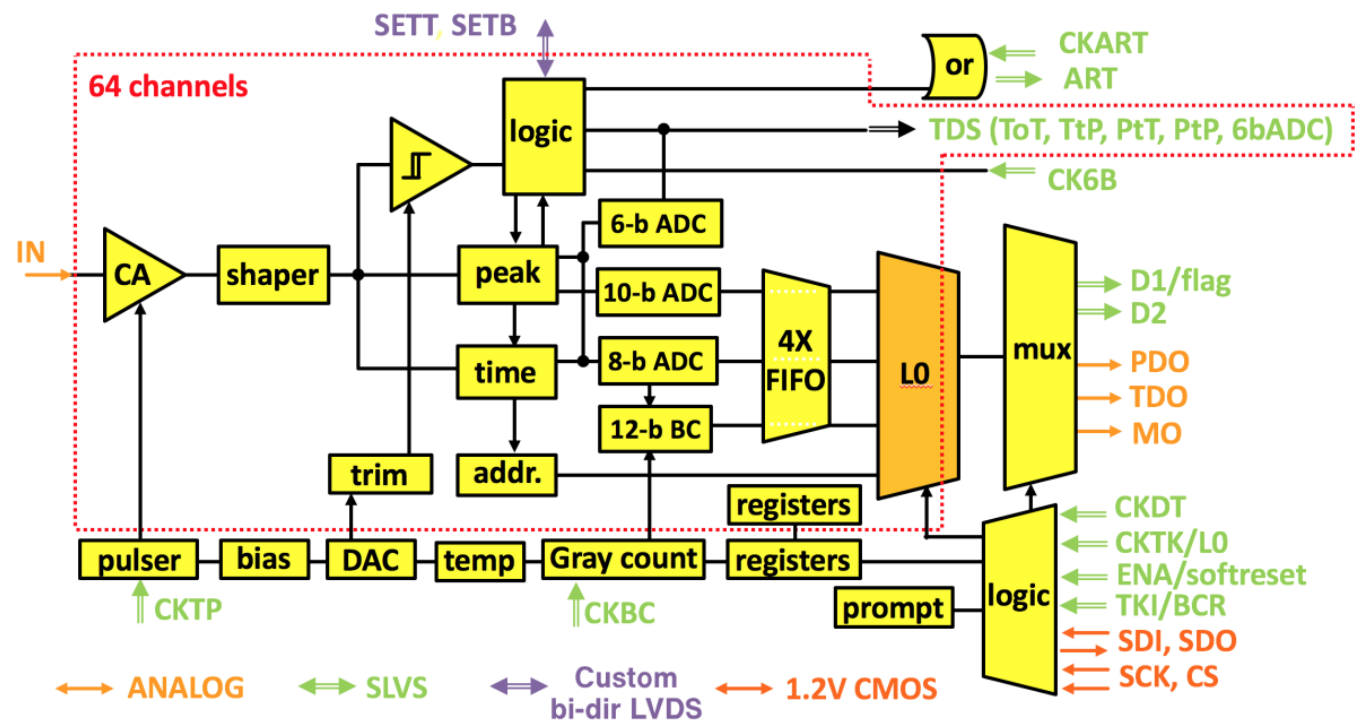 SETT, SETB
64 channels
or
CKART
ART
logic
TDS (ToT, TtP, PtT, PtP, 6bADC)
CK6B
6-b ADC
IN
CA
shaper
peak
10-b ADC
4X
FIFO
L0
mux
D1/flag
D2
PDO
TDO
MO
time
8-b ADC
12-b BC
trim
addr.
registers
pulser
bias
DAC
temp
Gray count
registers
prompt
logic
CKDT
CKTK/L0
ENA/softreset
TKI/BCR
SDI, SDO
SCK, CS
CKTP
CKBC
ANALOG
SLVS
Custom
bi-dir LVDS
1.2V CMOS